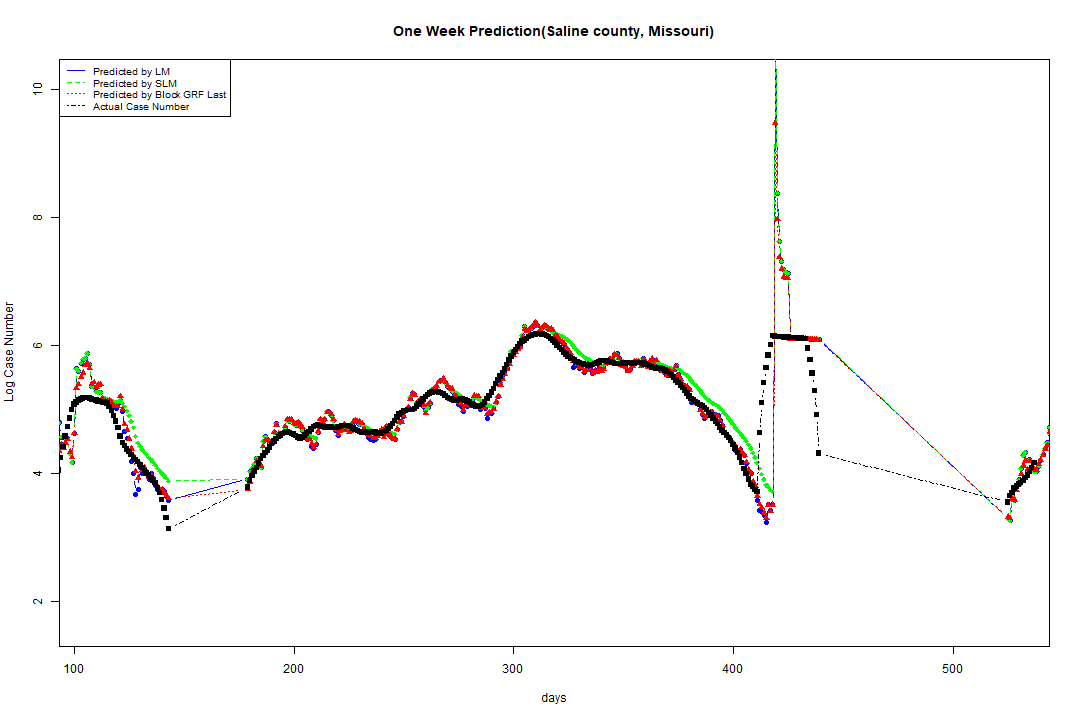 One Week Prediction(Saline county, Missouri)
Predicted by LM
Predicted by SLM
Predicted by Block GRF Last
Actual Case Number
Log Case Number
10
8
6
4
2
100 200 300 400 500
days